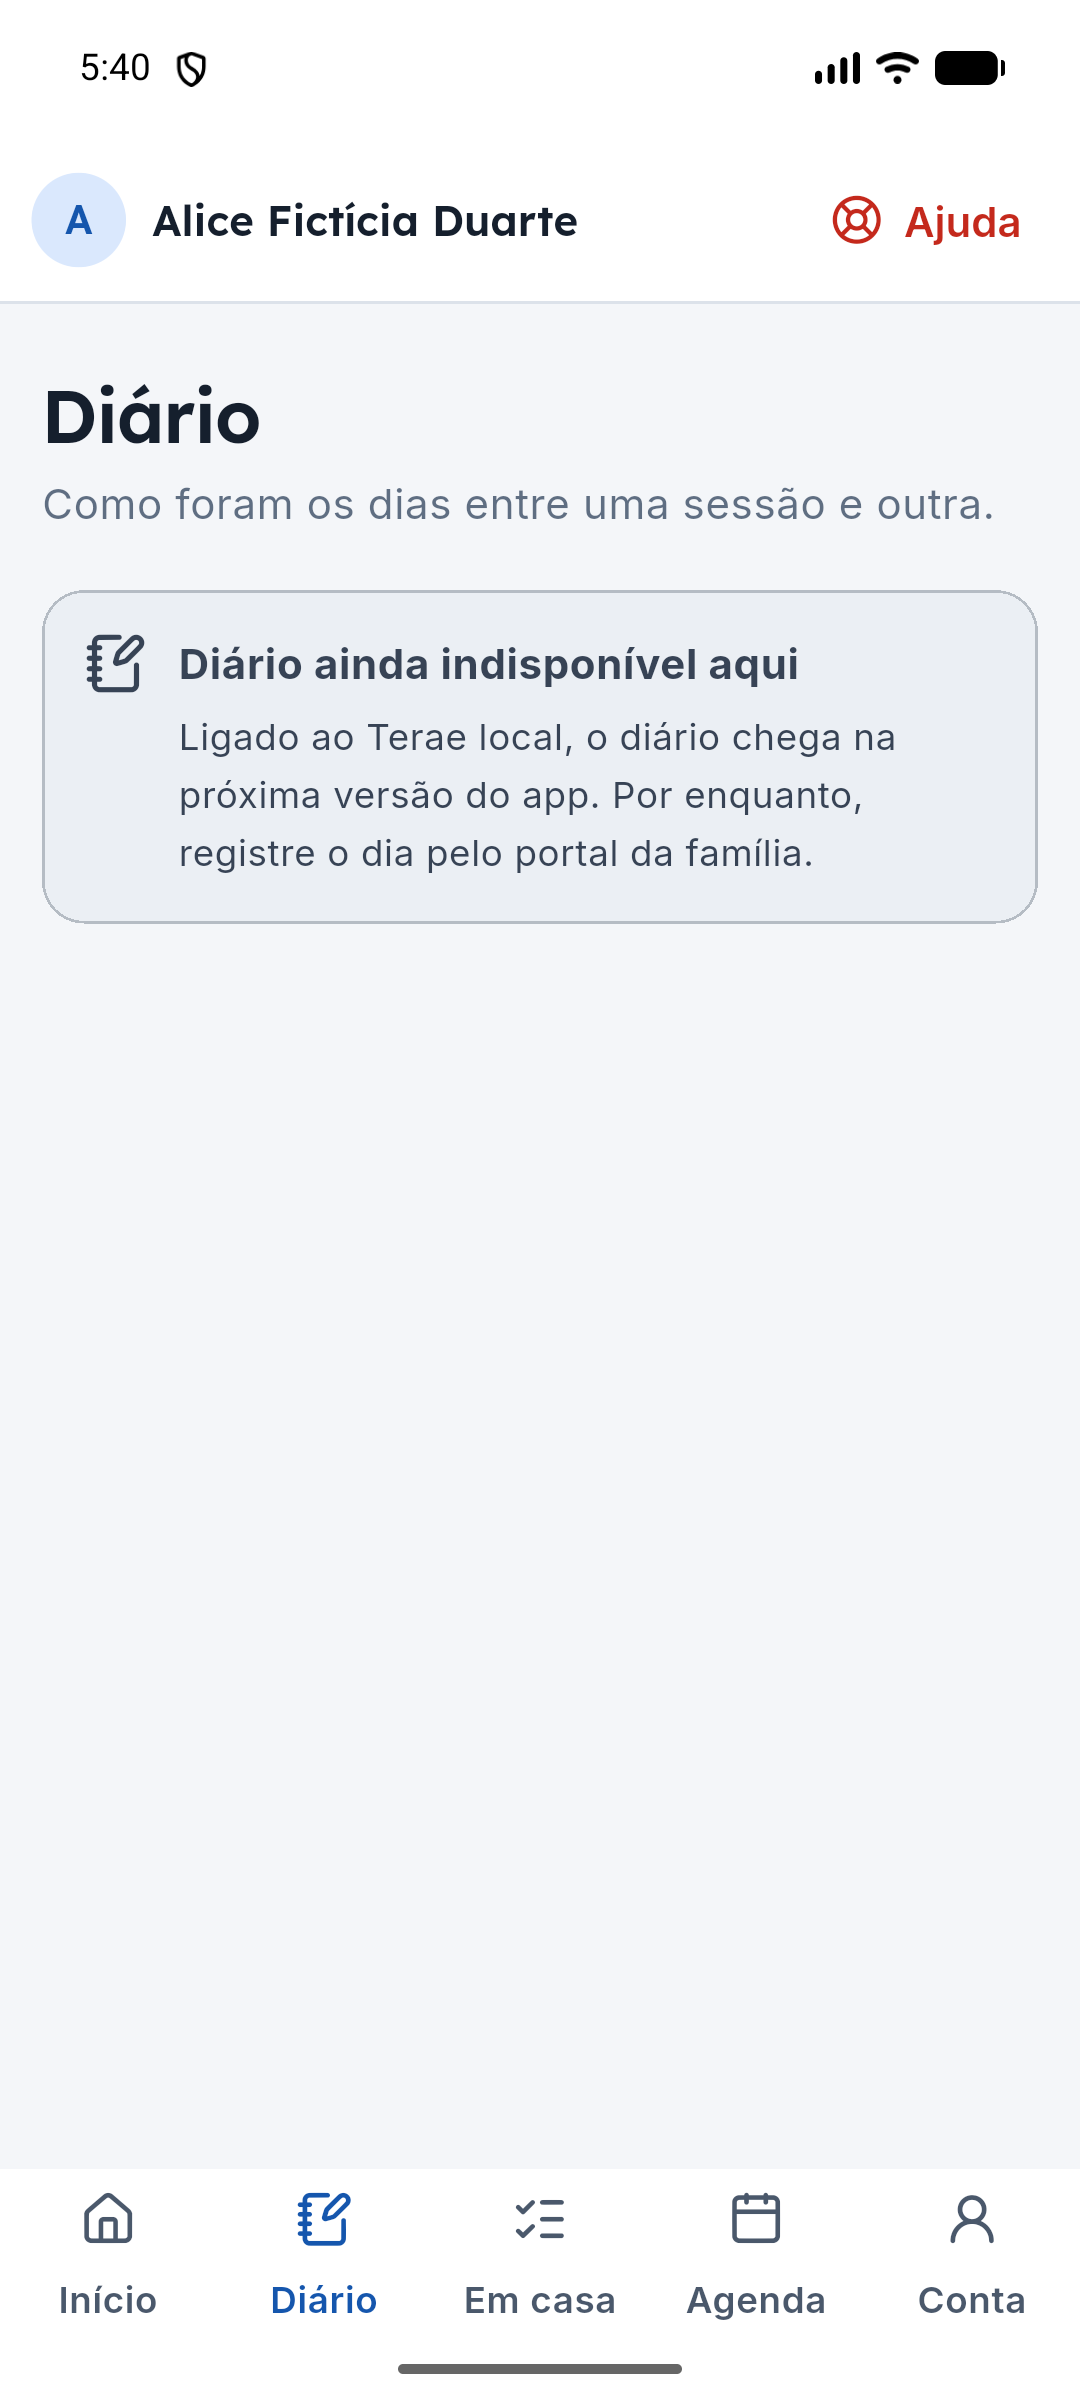 5:40
A
Alice Fictícia Duarte
Ajuda
Diário
Como foram os dias entre uma sessão e outra.
Diário ainda indisponível aqui
Ligado ao Terae local, o diário chega na
próxima versão do app. Por enquanto,
registre o dia pelo portal da família.
Início
Diário
Em casa
Agenda
Conta